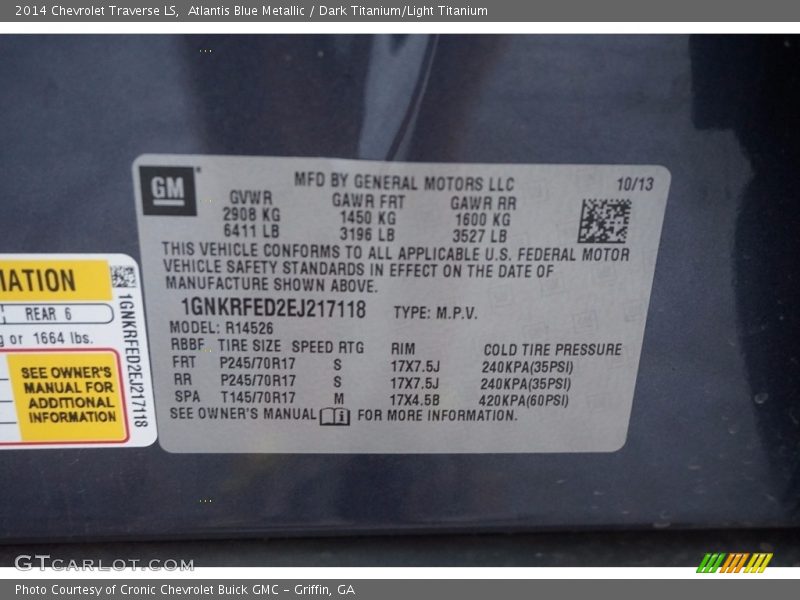 2014 Chevrolet Traverse LS, Atlantis Blue Metallic / Dark Titanium/Light Titanium
GM
MFD BY GENERAL MOTORS LLC 10/13
GVWR GAWR FRT GAWR RR
2908 KG 1450 KG 1600 KG
6411 LB 3196 LB 3527 LB
THIS VEHICLE CONFORMS TO ALL APPLICABLE U.S. FEDERAL MOTOR
VEHICLE SAFETY STANDARDS IN EFFECT ON THE DATE OF
MANUFACTURE SHOWN ABOVE.
1GNKRFED2EJ217118 TYPE: M.P.V.
MODEL: R14526
RBBF TIRE SIZE SPEED RTG RIM COLD TIRE PRESSURE
FRT P245/70R17 S 17X7.5J 240KPA(35PSI)
RR P245/70R17 S 17X7.5J 240KPA(35PSI)
SPA T145/70R17 M 17X4.5B 420KPA(60PSI)
SEE OWNER'S MANUAL FOR MORE INFORMATION.
MATION
REAR 6
g or 1664 lbs.
SEE OWNER'S
MANUAL FOR
ADDITIONAL
INFORMATION
1GNKRFED2EJ217118
GTCARLOT.COM
Photo Courtesy of Cronic Chevrolet Buick GMC - Griffin, GA